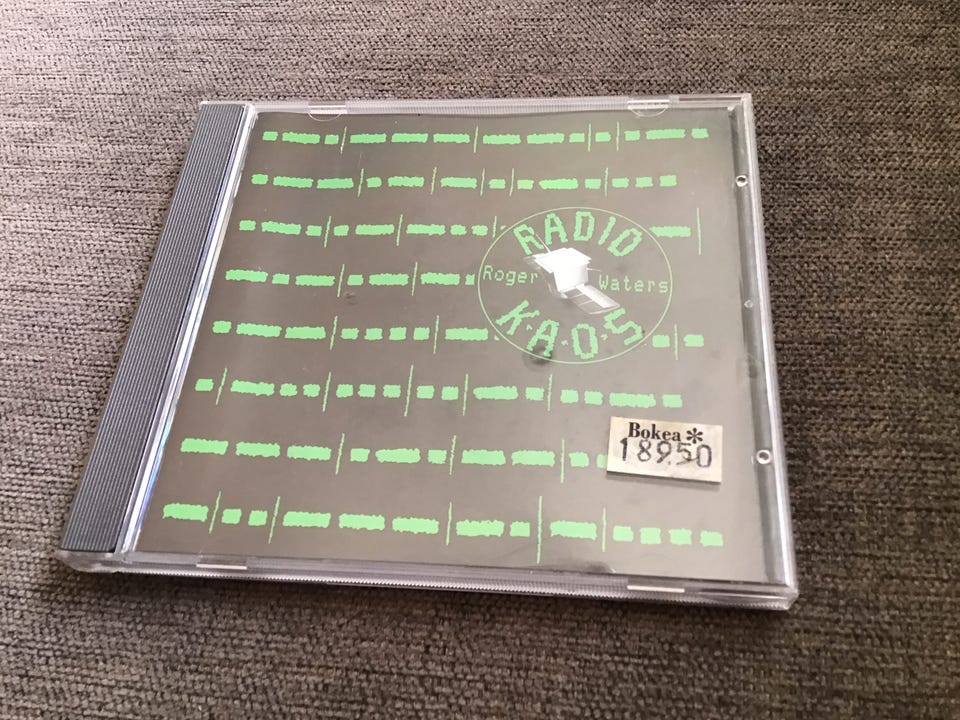 RADIO
Roger Waters
K·A·O·S
Bokea*
18950